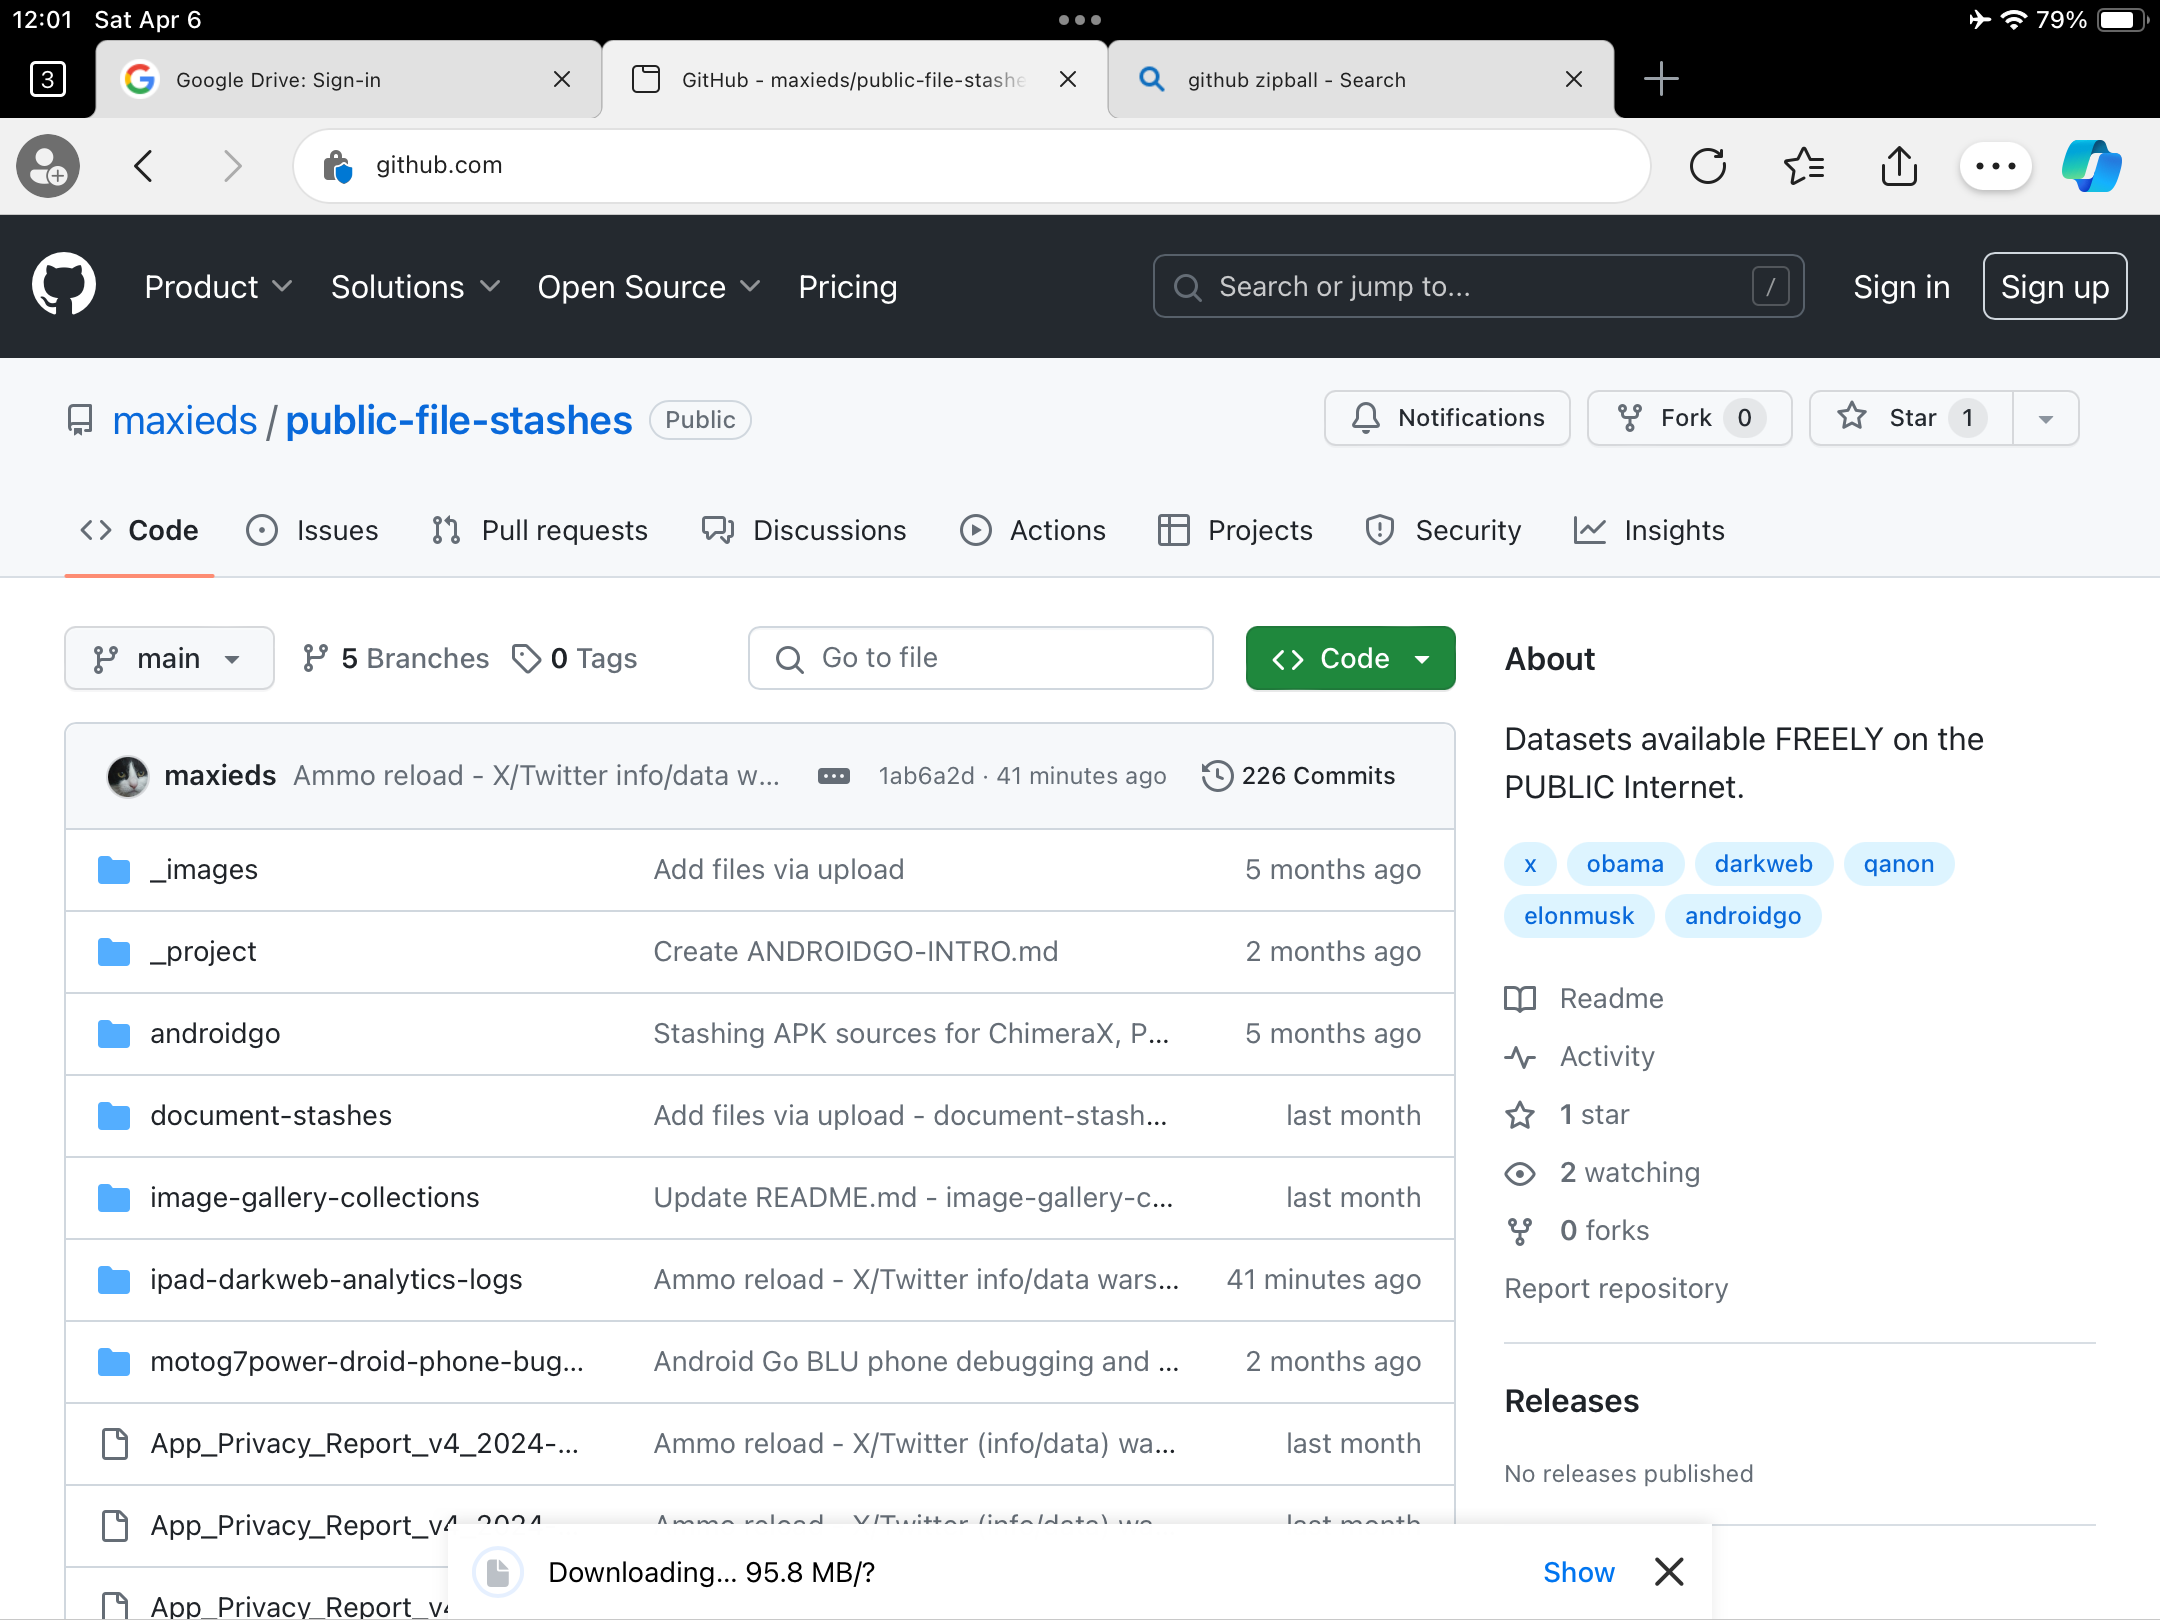 12:01 Sat Apr 6 79%
3 Google Drive: Sign-in GitHub - maxieds/public-file-stashe github zipball - Search
github.com
Product Solutions Open Source Pricing Search or jump to... / Sign in Sign up
maxieds / public-file-stashes Public Notifications Fork 0 Star 1
Code Issues Pull requests Discussions Actions Projects Security Insights
main 5 Branches 0 Tags Go to file Code
maxieds Ammo reload - X/Twitter info/data w... 1ab6a2d · 41 minutes ago 226 Commits
_images Add files via upload 5 months ago
_project Create ANDROIDGO-INTRO.md 2 months ago
androidgo Stashing APK sources for ChimeraX, P... 5 months ago
document-stashes Add files via upload - document-stash... last month
image-gallery-collections Update README.md - image-gallery-c... last month
ipad-darkweb-analytics-logs Ammo reload - X/Twitter info/data wars... 41 minutes ago
motog7power-droid-phone-bug... Android Go BLU phone debugging and ... 2 months ago
App_Privacy_Report_v4_2024-... Ammo reload - X/Twitter (info/data) wa... last month
App_Privacy_Report_v4_2024 Ammo reload - X/Twitter (info/data) wa last month
App_Privacy_Report_v4
About
Datasets available FREELY on the
PUBLIC Internet.
x obama darkweb qanon
elonmusk androidgo
Readme
Activity
1 star
2 watching
0 forks
Report repository
Releases
No releases published
Downloading... 95.8 MB/? Show